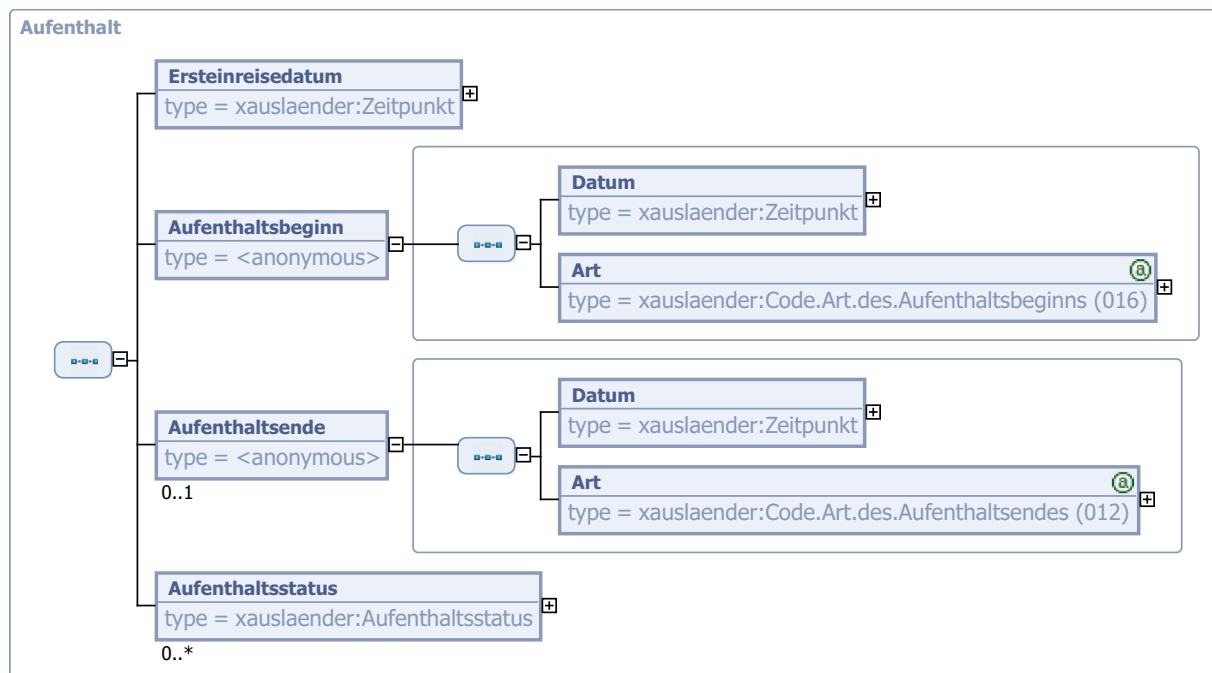 Aufenthalt
Ersteinreisedatum
type = xauslaender:Zeitpunkt
Aufenthaltsbeginn
type = <anonymous>
Datum
type = xauslaender:Zeitpunkt
Art
a
type = xauslaender:Code.Art.des.Aufenthaltsbeginns (016)
Aufenthaltsende
type = <anonymous>
0..1
Datum
type = xauslaender:Zeitpunkt
Art
a
type = xauslaender:Code.Art.des.Aufenthaltsendes (012)
Aufenthaltsstatus
type = xauslaender:Aufenthaltsstatus
0..*